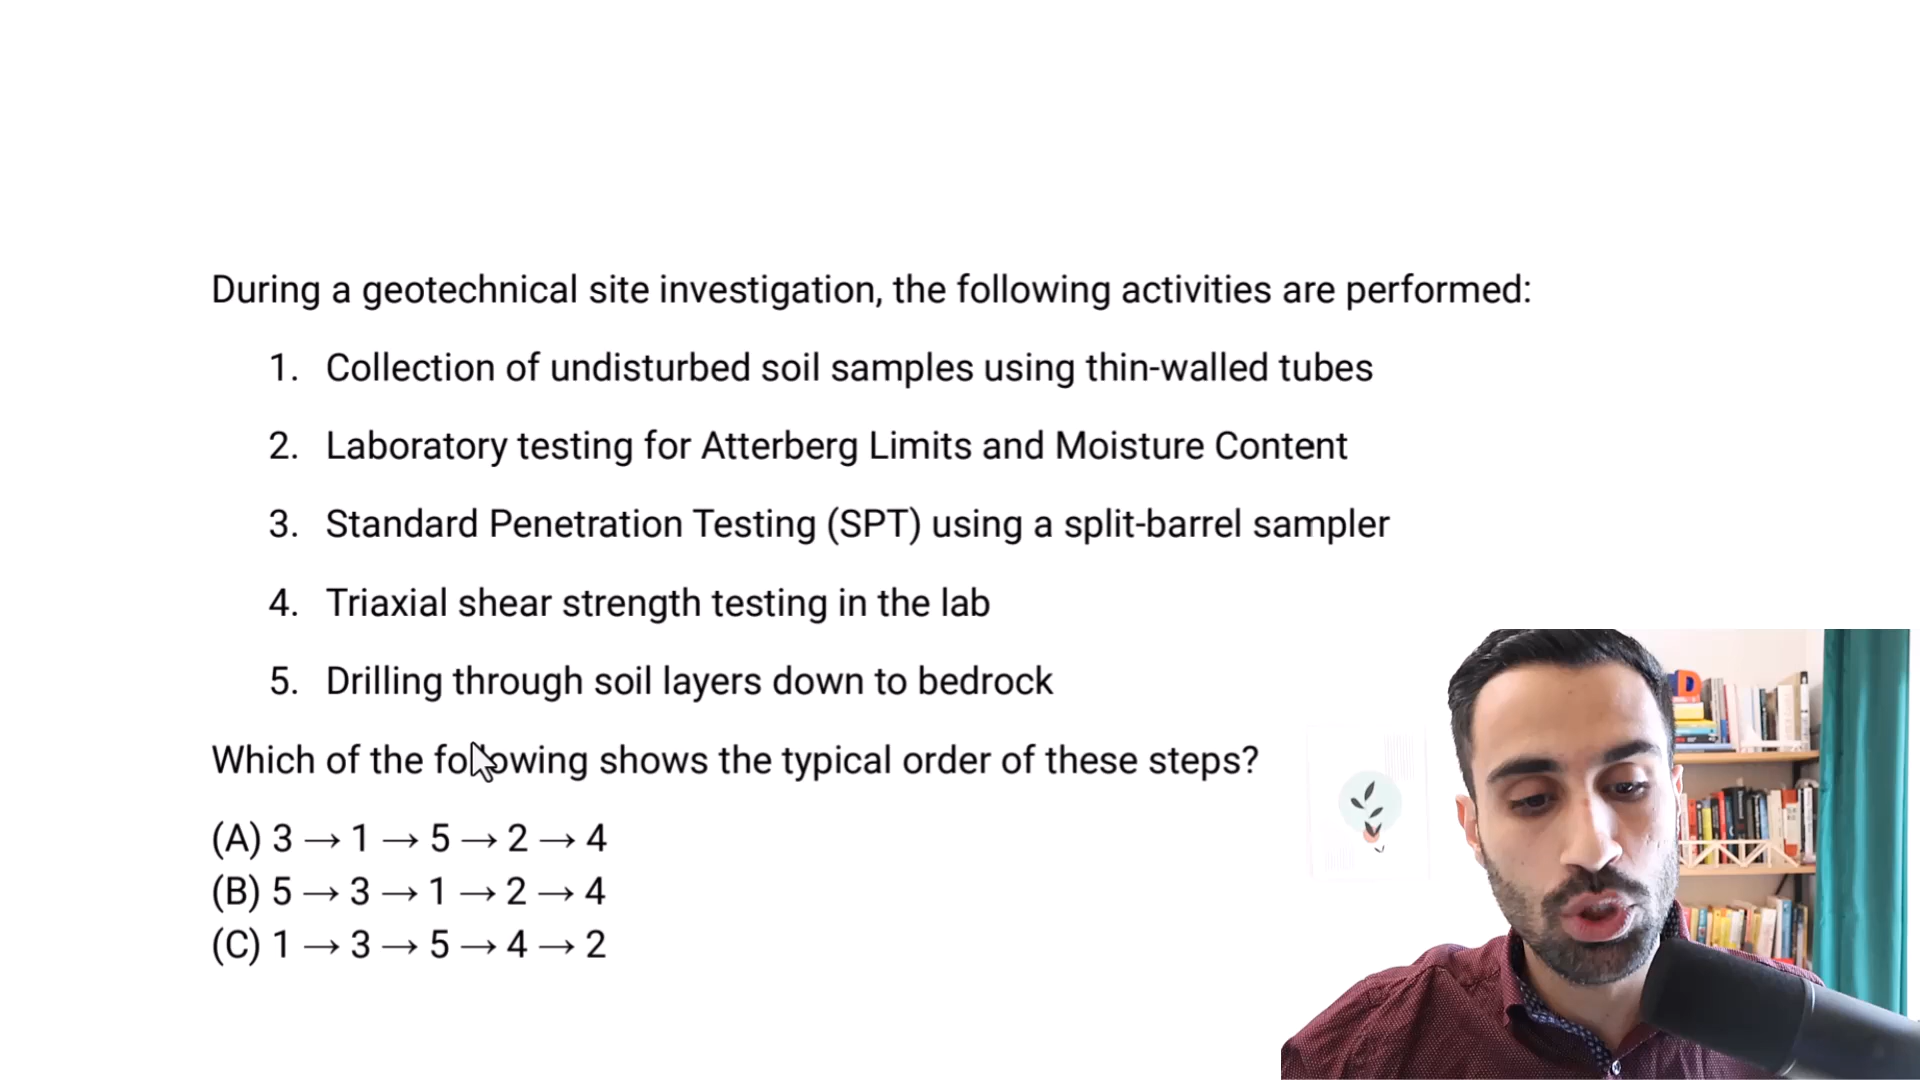 During a geotechnical site investigation, the following activities are performed:
1. Collection of undisturbed soil samples using thin-walled tubes
2. Laboratory testing for Atterberg Limits and Moisture Content
3. Standard Penetration Testing (SPT) using a split-barrel sampler
4. Triaxial shear strength testing in the lab
5. Drilling through soil layers down to bedrock
Which of the following shows the typical order of these steps?
(A) 3 → 1 → 5 → 2 → 4
(B) 5 → 3 → 1 → 2 → 4
(C) 1 → 3 → 5 → 4 → 2
D